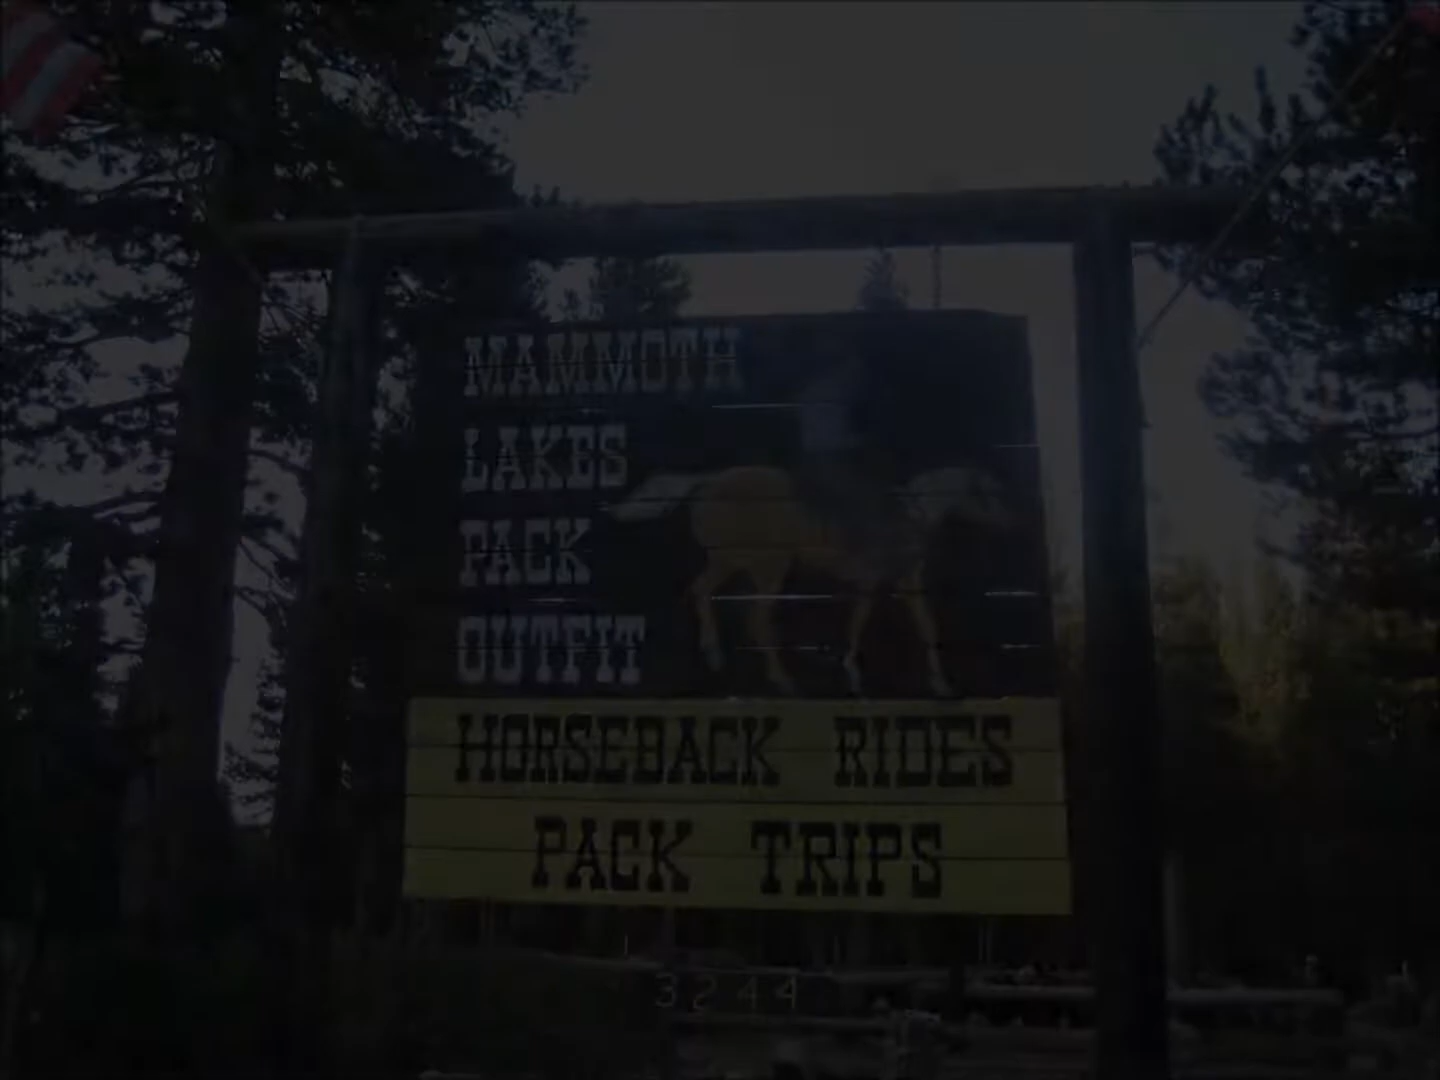 MAMMOTH
LAKES
PACK
OUTFIT
HORSEBACK RIDES
PACK TRIPS
3244